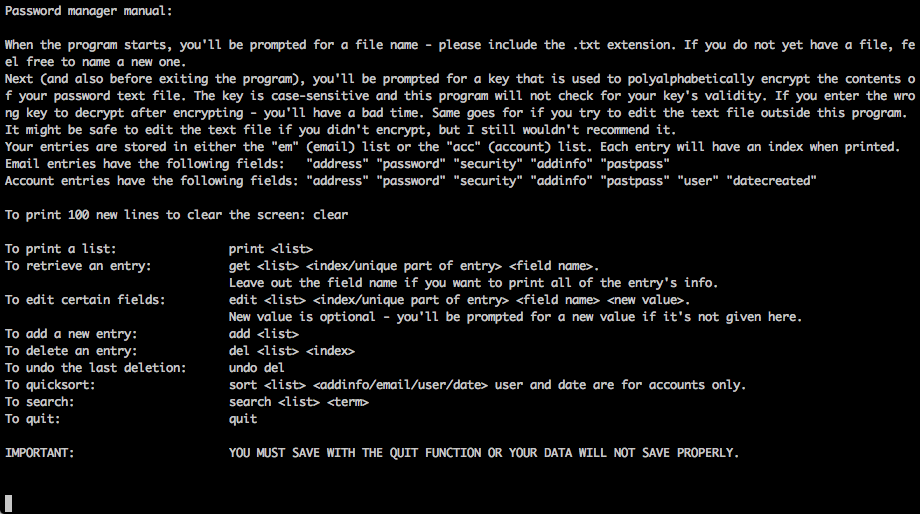 Password manager manual:
When the program starts, you'll be prompted for a file name - please include the .txt extension. If you do not yet have a file, fe
el free to name a new one.
Next (and also before exiting the program), you'll be prompted for a key that is used to polyalphabetically encrypt the contents o
f your password text file. The key is case-sensitive and this program will not check for your key's validity. If you enter the wro
ng key to decrypt after encrypting - you'll have a bad time. Same goes for if you try to edit the text file outside this program.
It might be safe to edit the text file if you didn't encrypt, but I still wouldn't recommend it.
Your entries are stored in either the "em" (email) list or the "acc" (account) list. Each entry will have an index when printed.
Email entries have the following fields:   "address" "password" "security" "addinfo" "pastpass"
Account entries have the following fields: "address" "password" "security" "addinfo" "pastpass" "user" "datecreated"
To print 100 new lines to clear the screen: clear
To print a list:                print <list>
To retrieve an entry:           get <list> <index/unique part of entry> <field name>.
                                Leave out the field name if you want to print all of the entry's info.
To edit certain fields:         edit <list> <index/unique part of entry> <field name> <new value>.
                                New value is optional - you'll be prompted for a new value if it's not given here.
To add a new entry:             add <list>
To delete an entry:             del <list> <index>
To undo the last deletion:      undo del
To quicksort:                   sort <list> <addinfo/email/user/date> user and date are for accounts only.
To search:                      search <list> <term>
To quit:                        quit
IMPORTANT:                      YOU MUST SAVE WITH THE QUIT FUNCTION OR YOUR DATA WILL NOT SAVE PROPERLY.